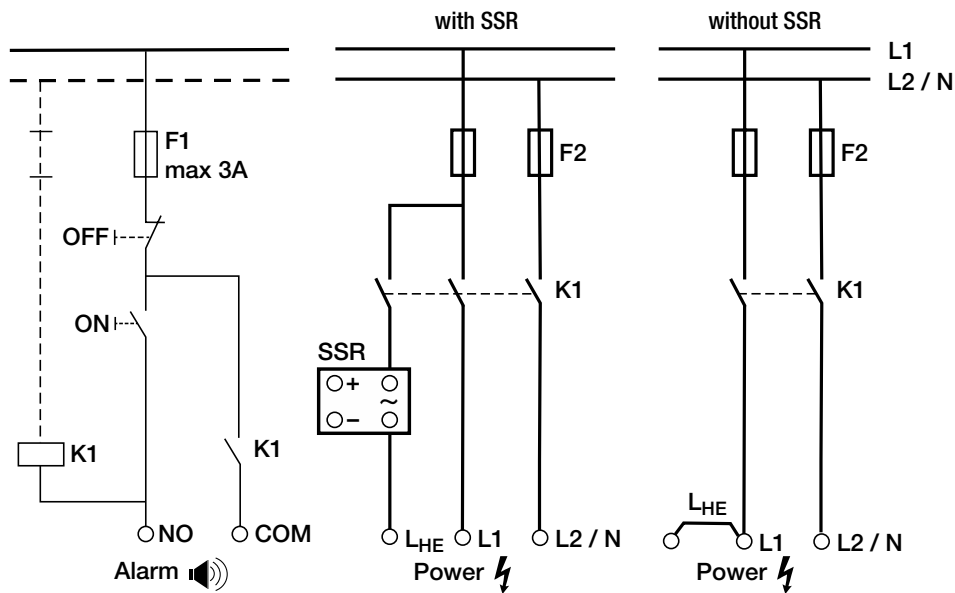 with SSR
without SSR
L1
L2 / N
F1
max 3A
F2
F2
OFF
K1
K1
ON
SSR
+
~
−
K1
K1
LHE
NO
COM
LHE
L1
L2 / N
L1
L2 / N
Alarm
Power
Power